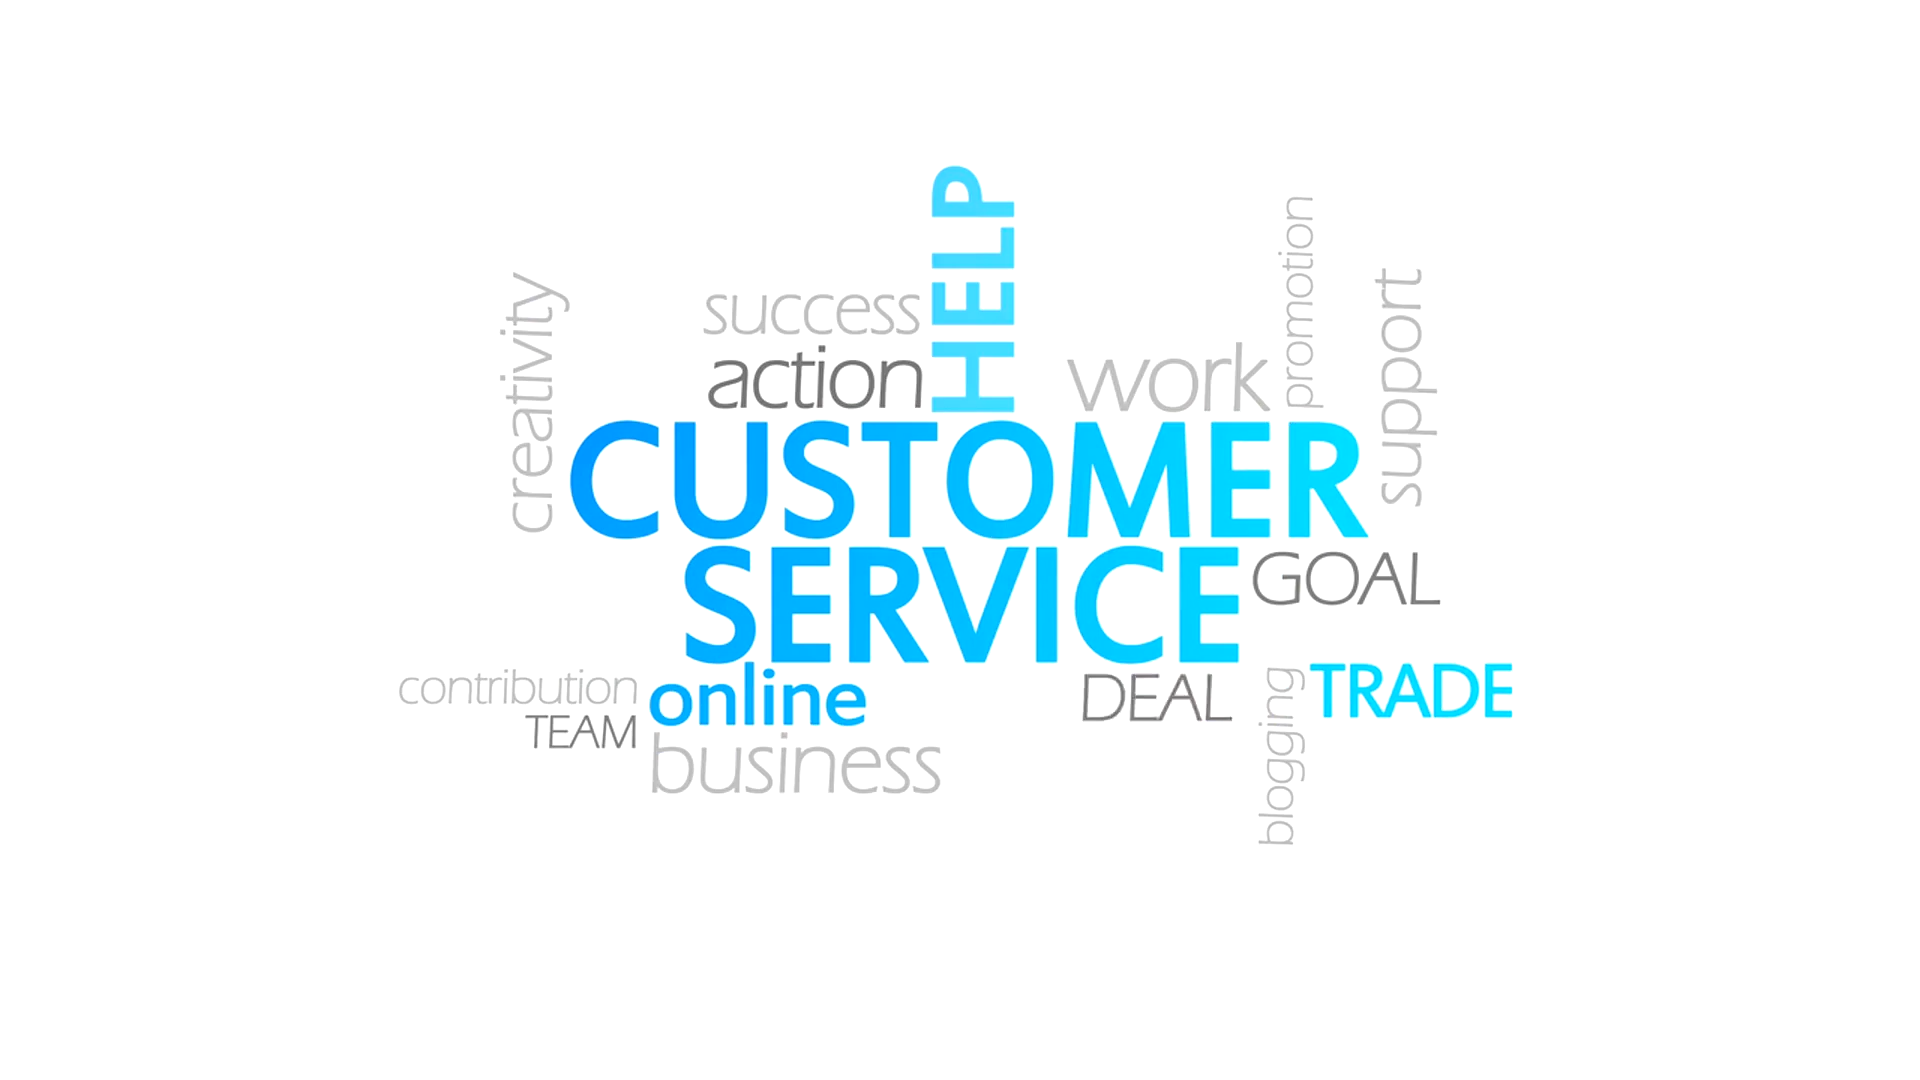 HELP
promotion
creativity
success
support
action
work
CUSTOMER
SERVICE
GOAL
contribution
online
DEAL
blogging
TRADE
TEAM
business